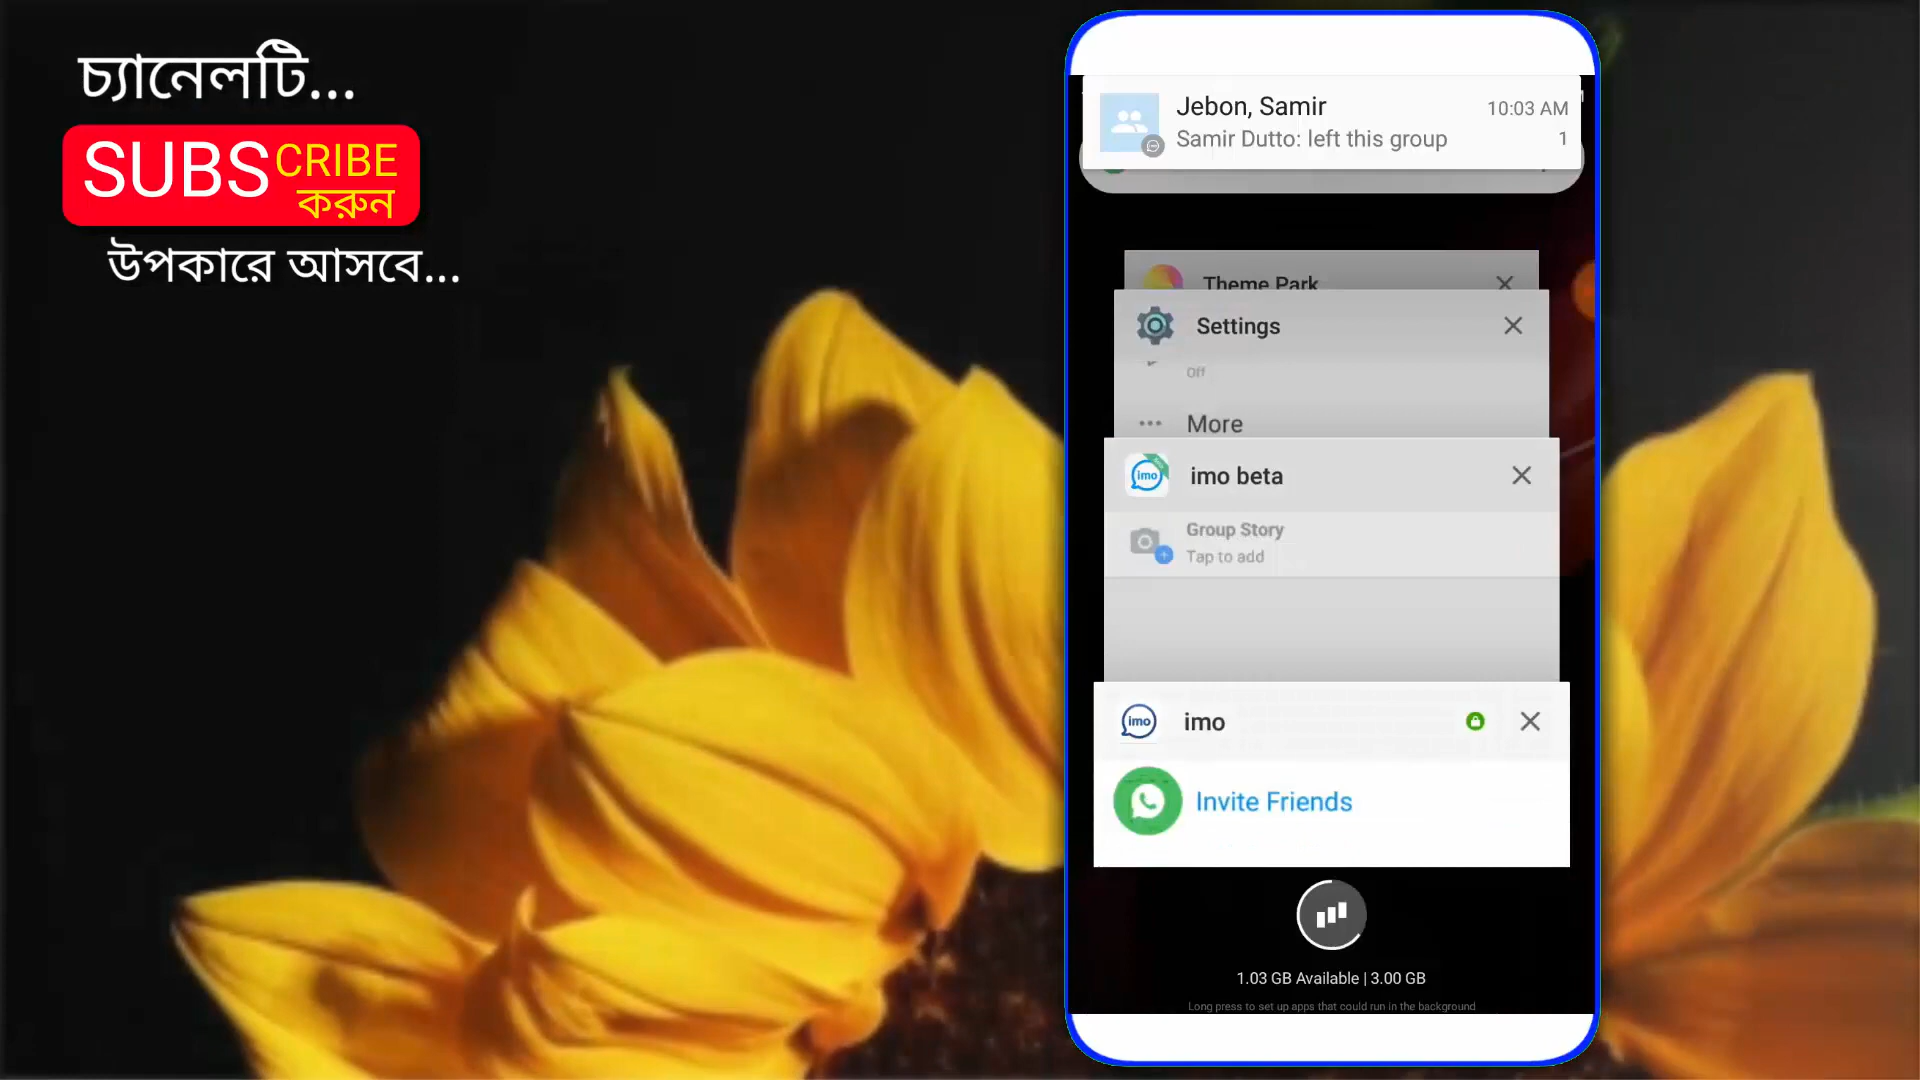 চ্যানেলটি...
SUBSCRIBE
করুন
উপকারে আসবে...
Jebon, Samir
10:03 AM
Samir Dutto: left this group
1
Theme Park
Settings
Off
More
imo beta
Group Story
Tap to add
imo
Invite Friends
1.03 GB Available | 3.00 GB
Long press to set up apps that could run in the background